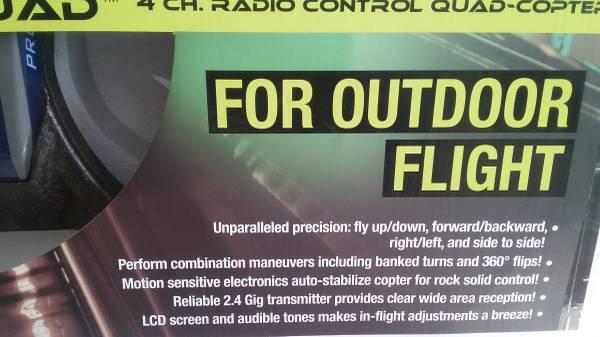 4 CH. RADIO CONTROL QUAD-COPTER
FOR OUTDOOR
FLIGHT
Unparalleled precision: fly up/down, forward/backward, •
right/left, and side to side!
Perform combination maneuvers including banked turns and 360° flips! •
Motion sensitive electronics auto-stabilize copter for rock solid control! •
Reliable 2.4 Gig transmitter provides clear wide area reception! •
LCD screen and audible tones makes in-flight adjustments a breeze! •